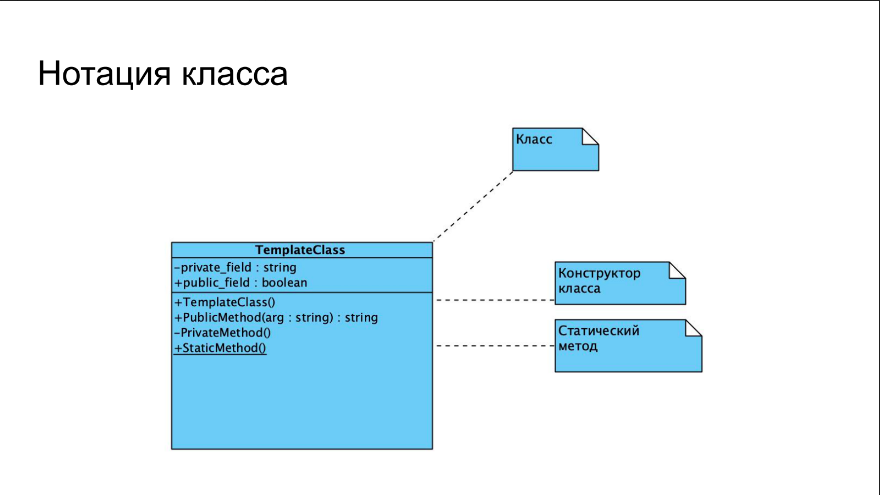 Нотация класса
Класс
TemplateClass
-private_field : string
+public_field : boolean
+TemplateClass()
+PublicMethod(arg : string) : string
-PrivateMethod()
+StaticMethod()
Конструктор
класса
Статический
метод